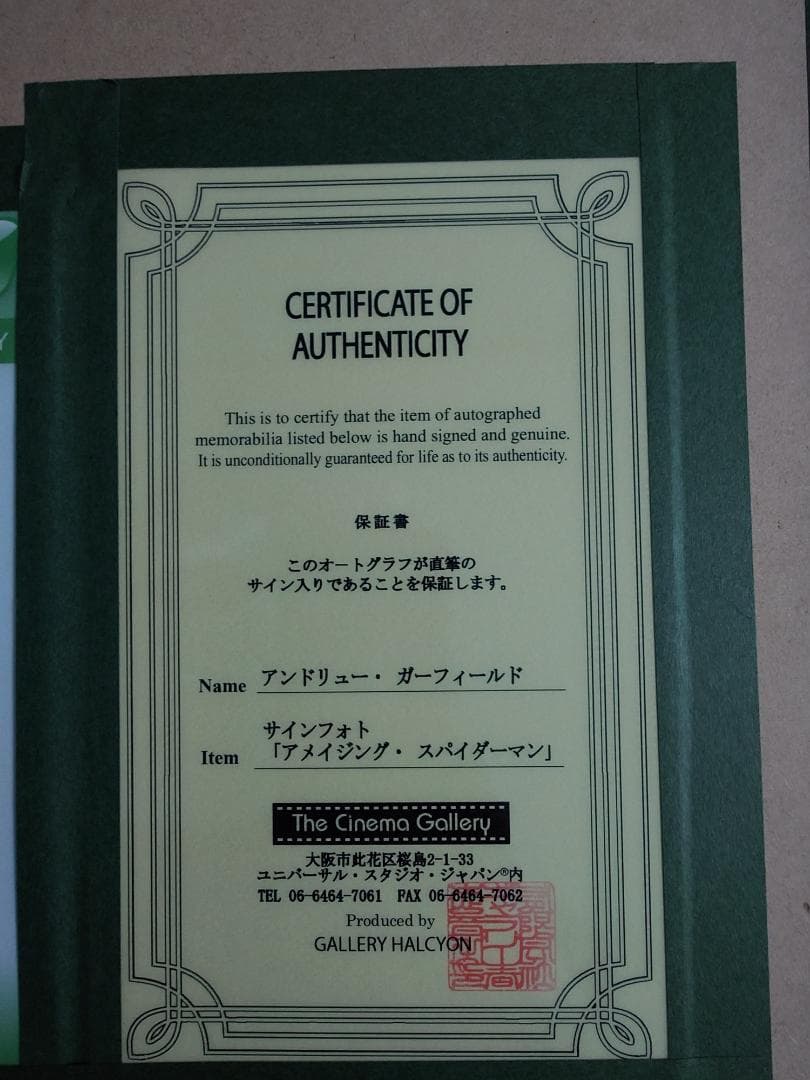 CERTIFICATE OF
AUTHENTICITY
This is to certify that the item of autographed
memorabilia listed below is hand signed and genuine.
It is unconditionally guaranteed for life as to its authenticity.
保証書
このオートグラフが直筆の
サイン入りであることを保証します。
Name アンドリュー・ ガーフィールド
サインフォト
Item 「アメイジング・ スパイダーマン」
The Cinema Gallery
大阪市此花区桜島2-1-33
ユニバーサル・スタジオ・ジャパン®内
TEL 06-6464-7061 FAX 06-6464-7062
Produced by
GALLERY HALCYON